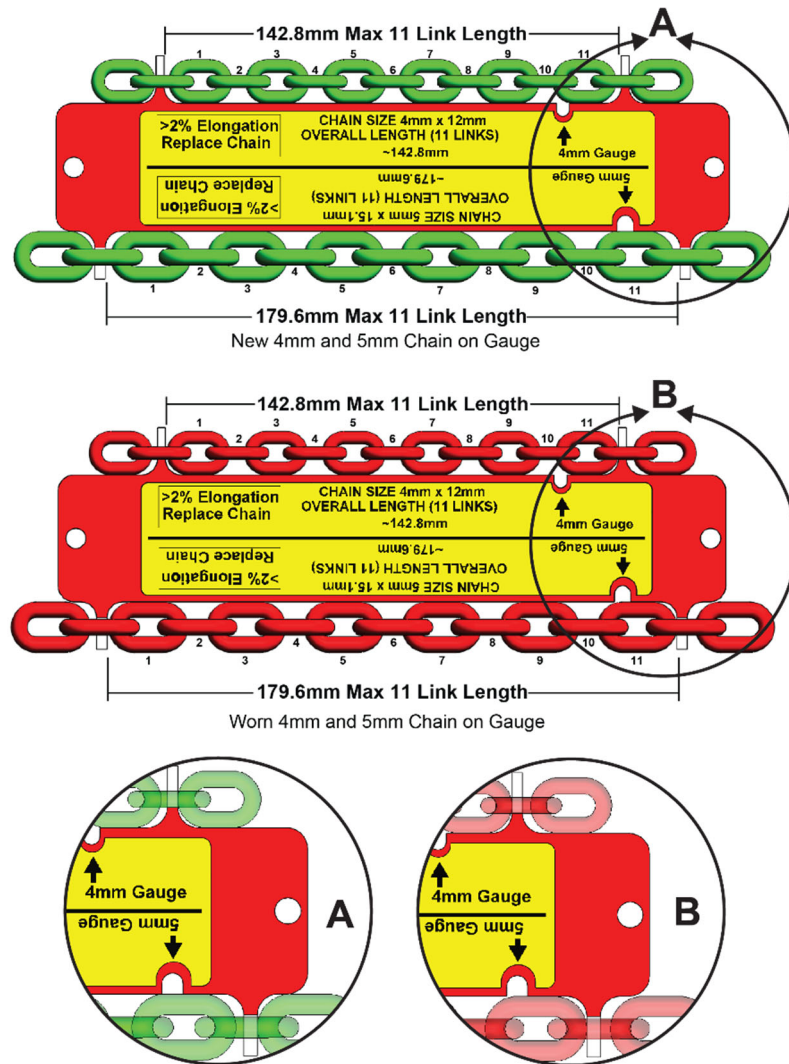 142.8mm Max 11 Link Length
A
1 3 5 7 9 11
2 4 6 8 10
>2% Elongation
Replace Chain
CHAIN SIZE 4mm x 12mm
OVERALL LENGTH (11 LINKS)
~142.8mm
4mm Gauge
5mm Gauge
CHAIN SIZE 5mm x 15.1mm
OVERALL LENGTH (11 LINKS)
~179.6mm
>2% Elongation
Replace Chain
2 4 6 8 10
1 3 5 7 9 11
179.6mm Max 11 Link Length
New 4mm and 5mm Chain on Gauge
142.8mm Max 11 Link Length
B
1 3 5 7 9 11
2 4 6 8 10
>2% Elongation
Replace Chain
CHAIN SIZE 4mm x 12mm
OVERALL LENGTH (11 LINKS)
~142.8mm
4mm Gauge
5mm Gauge
CHAIN SIZE 5mm x 15.1mm
OVERALL LENGTH (11 LINKS)
~179.6mm
>2% Elongation
Replace Chain
2 4 6 8 10
1 3 5 7 9 11
179.6mm Max 11 Link Length
Worn 4mm and 5mm Chain on Gauge
4mm Gauge
5mm Gauge
A
4mm Gauge
5mm Gauge
B